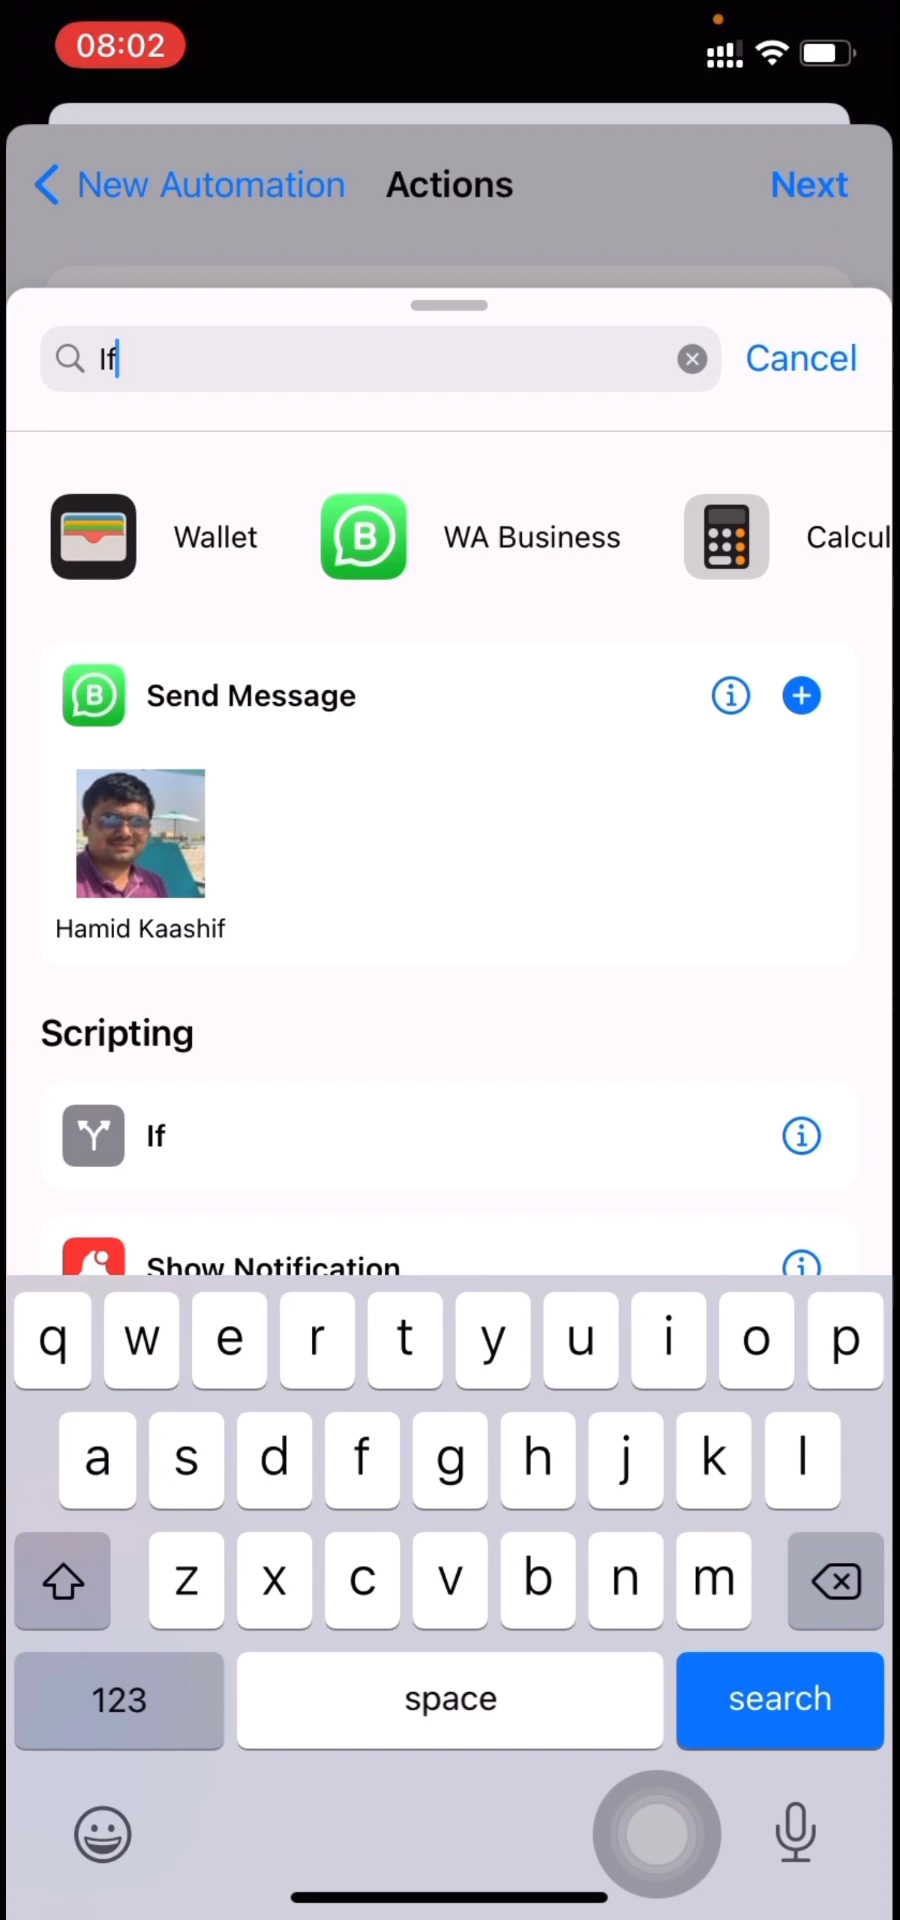 08:02
New Automation
Actions
Next
If
Cancel
Wallet
B
WA Business
Calcul
B
Send Message
Hamid Kaashif
Scripting
If
Show Notification
q w e r t y u i o p
a s d f g h j k l
z x c v b n m
123
space
search